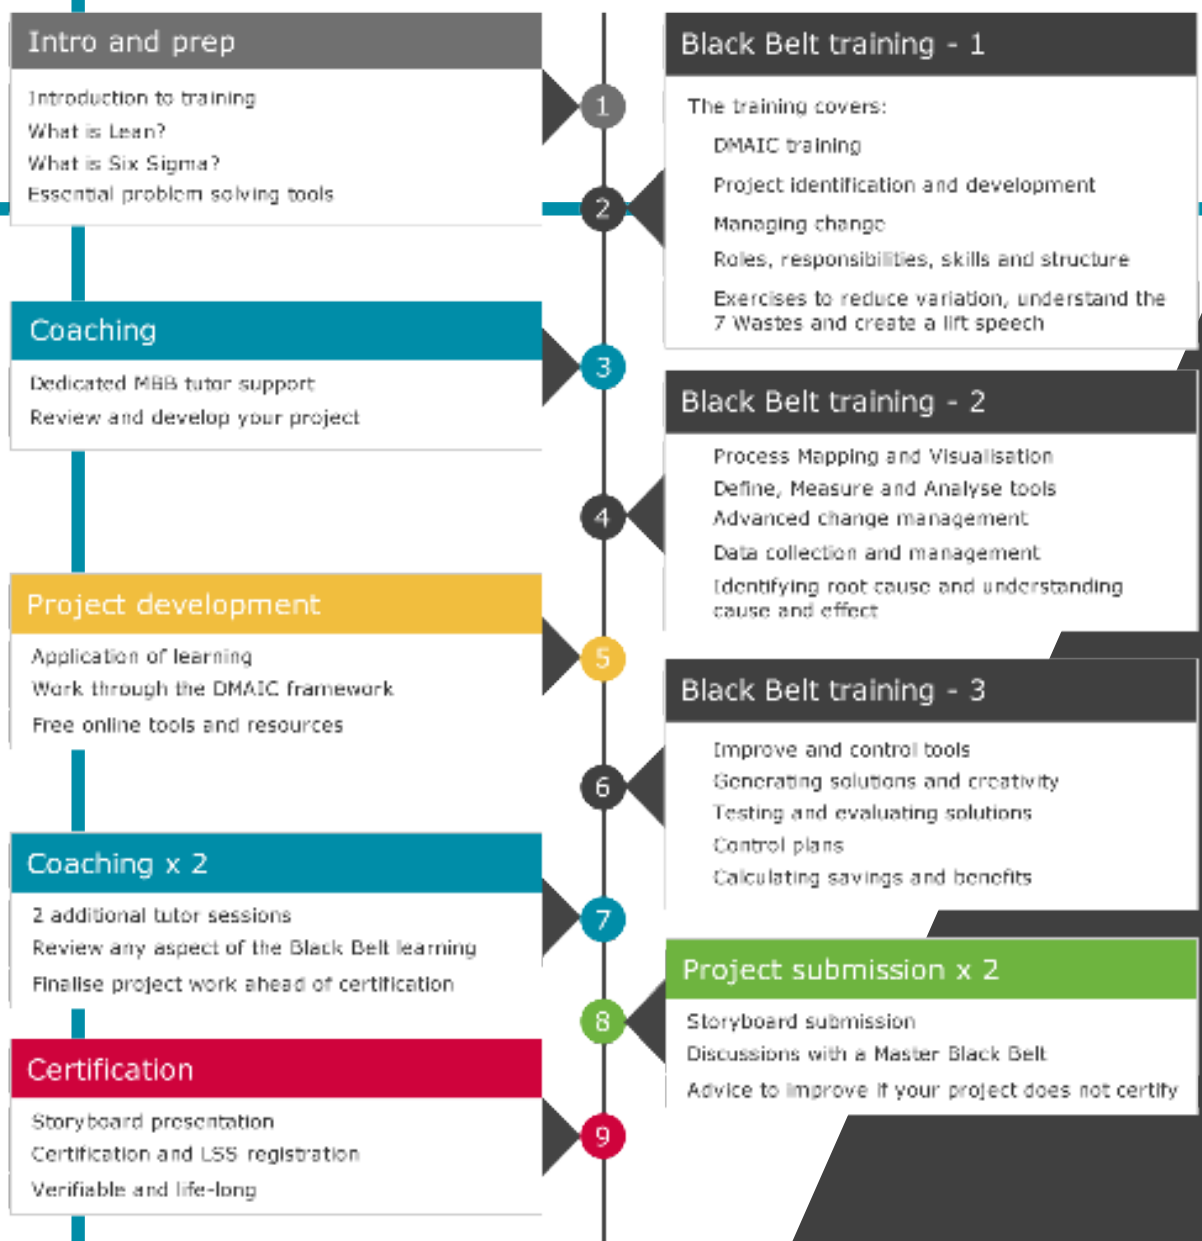 Intro and prep
Introduction to training
What is Lean?
What is Six Sigma?
Essential problem solving tools
1
Black Belt training - 1
The training covers:
DMAIC training
Project identification and development
Managing change
Roles, responsibilities, skills and structure
Exercises to reduce variation, understand the
7 Wastes and create a lift speech
2
Coaching
Dedicated MBB tutor support
Review and develop your project
3
Black Belt training - 2
Process Mapping and Visualisation
Define, Measure and Analyse tools
Advanced change management
Data collection and management
Identifying root cause and understanding
cause and effect
4
Project development
Application of learning
Work through the DMAIC framework
Free online tools and resources
5
Black Belt training - 3
Improve and control tools
Generating solutions and creativity
Testing and evaluating solutions
Control plans
Calculating savings and benefits
6
Coaching x 2
2 additional tutor sessions
Review any aspect of the Black Belt learning
Finalise project work ahead of certification
7
Project submission x 2
Storyboard submission
Discussions with a Master Black Belt
Advice to improve if your project does not certify
8
Certification
Storyboard presentation
Certification and LSS registration
Verifiable and life-long
9